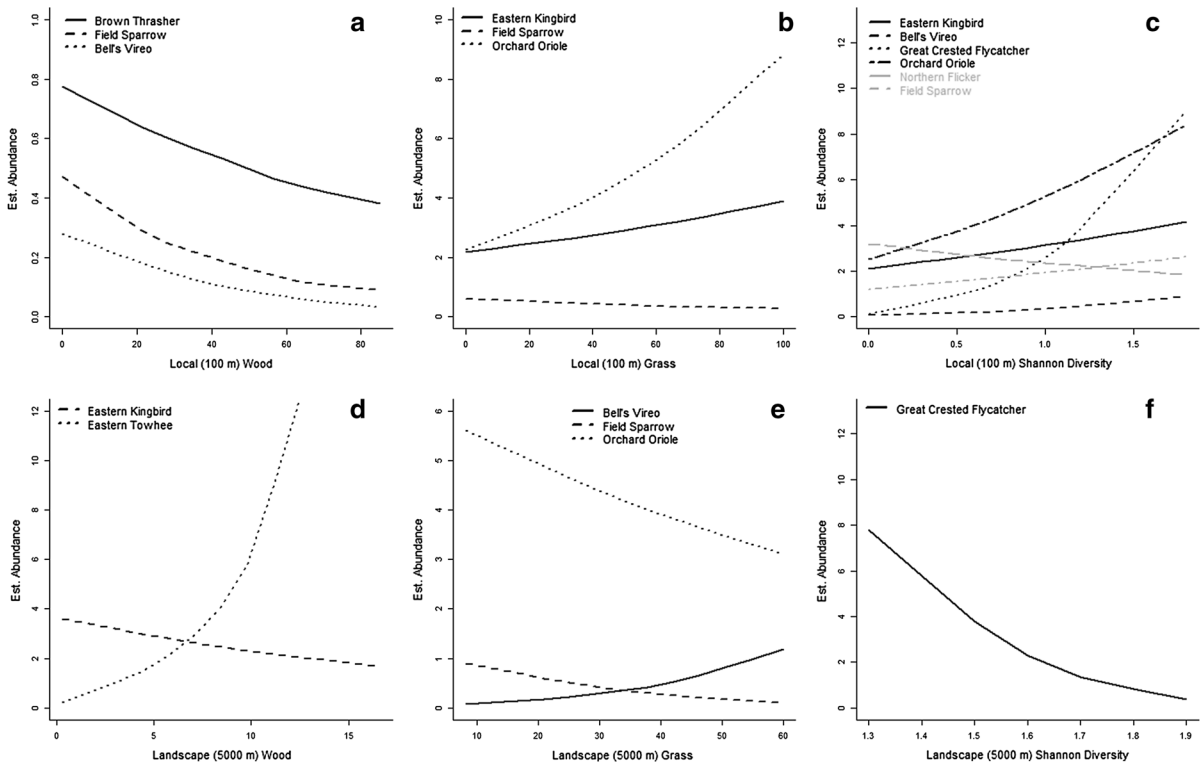 a
Brown Thrasher
Field Sparrow
Bell's Vireo
Est. Abundance
1.0
0.8
0.6
0.4
0.2
0.0
0 20 40 60 80
Local (100 m) Wood
b
Eastern Kingbird
Field Sparrow
Orchard Oriole
Est. Abundance
10
8
6
4
2
0
0 20 40 60 80 100
Local (100 m) Grass
c
Eastern Kingbird
Bell's Vireo
Great Crested Flycatcher
Orchard Oriole
Northern Flicker
Field Sparrow
Est. Abundance
12
10
8
6
4
2
0
0.0 0.5 1.0 1.5
Local (100 m) Shannon Diversity
d
Eastern Kingbird
Eastern Towhee
Est. Abundance
12
10
8
6
4
2
0
0 5 10 15
Landscape (5000 m) Wood
e
Bell's Vireo
Field Sparrow
Orchard Oriole
Est. Abundance
6
5
4
3
2
1
0
10 20 30 40 50 60
Landscape (5000 m) Grass
f
Great Crested Flycatcher
Est. Abundance
12
10
8
6
4
2
0
1.3 1.4 1.5 1.6 1.7 1.8 1.9
Landscape (5000 m) Shannon Diversity